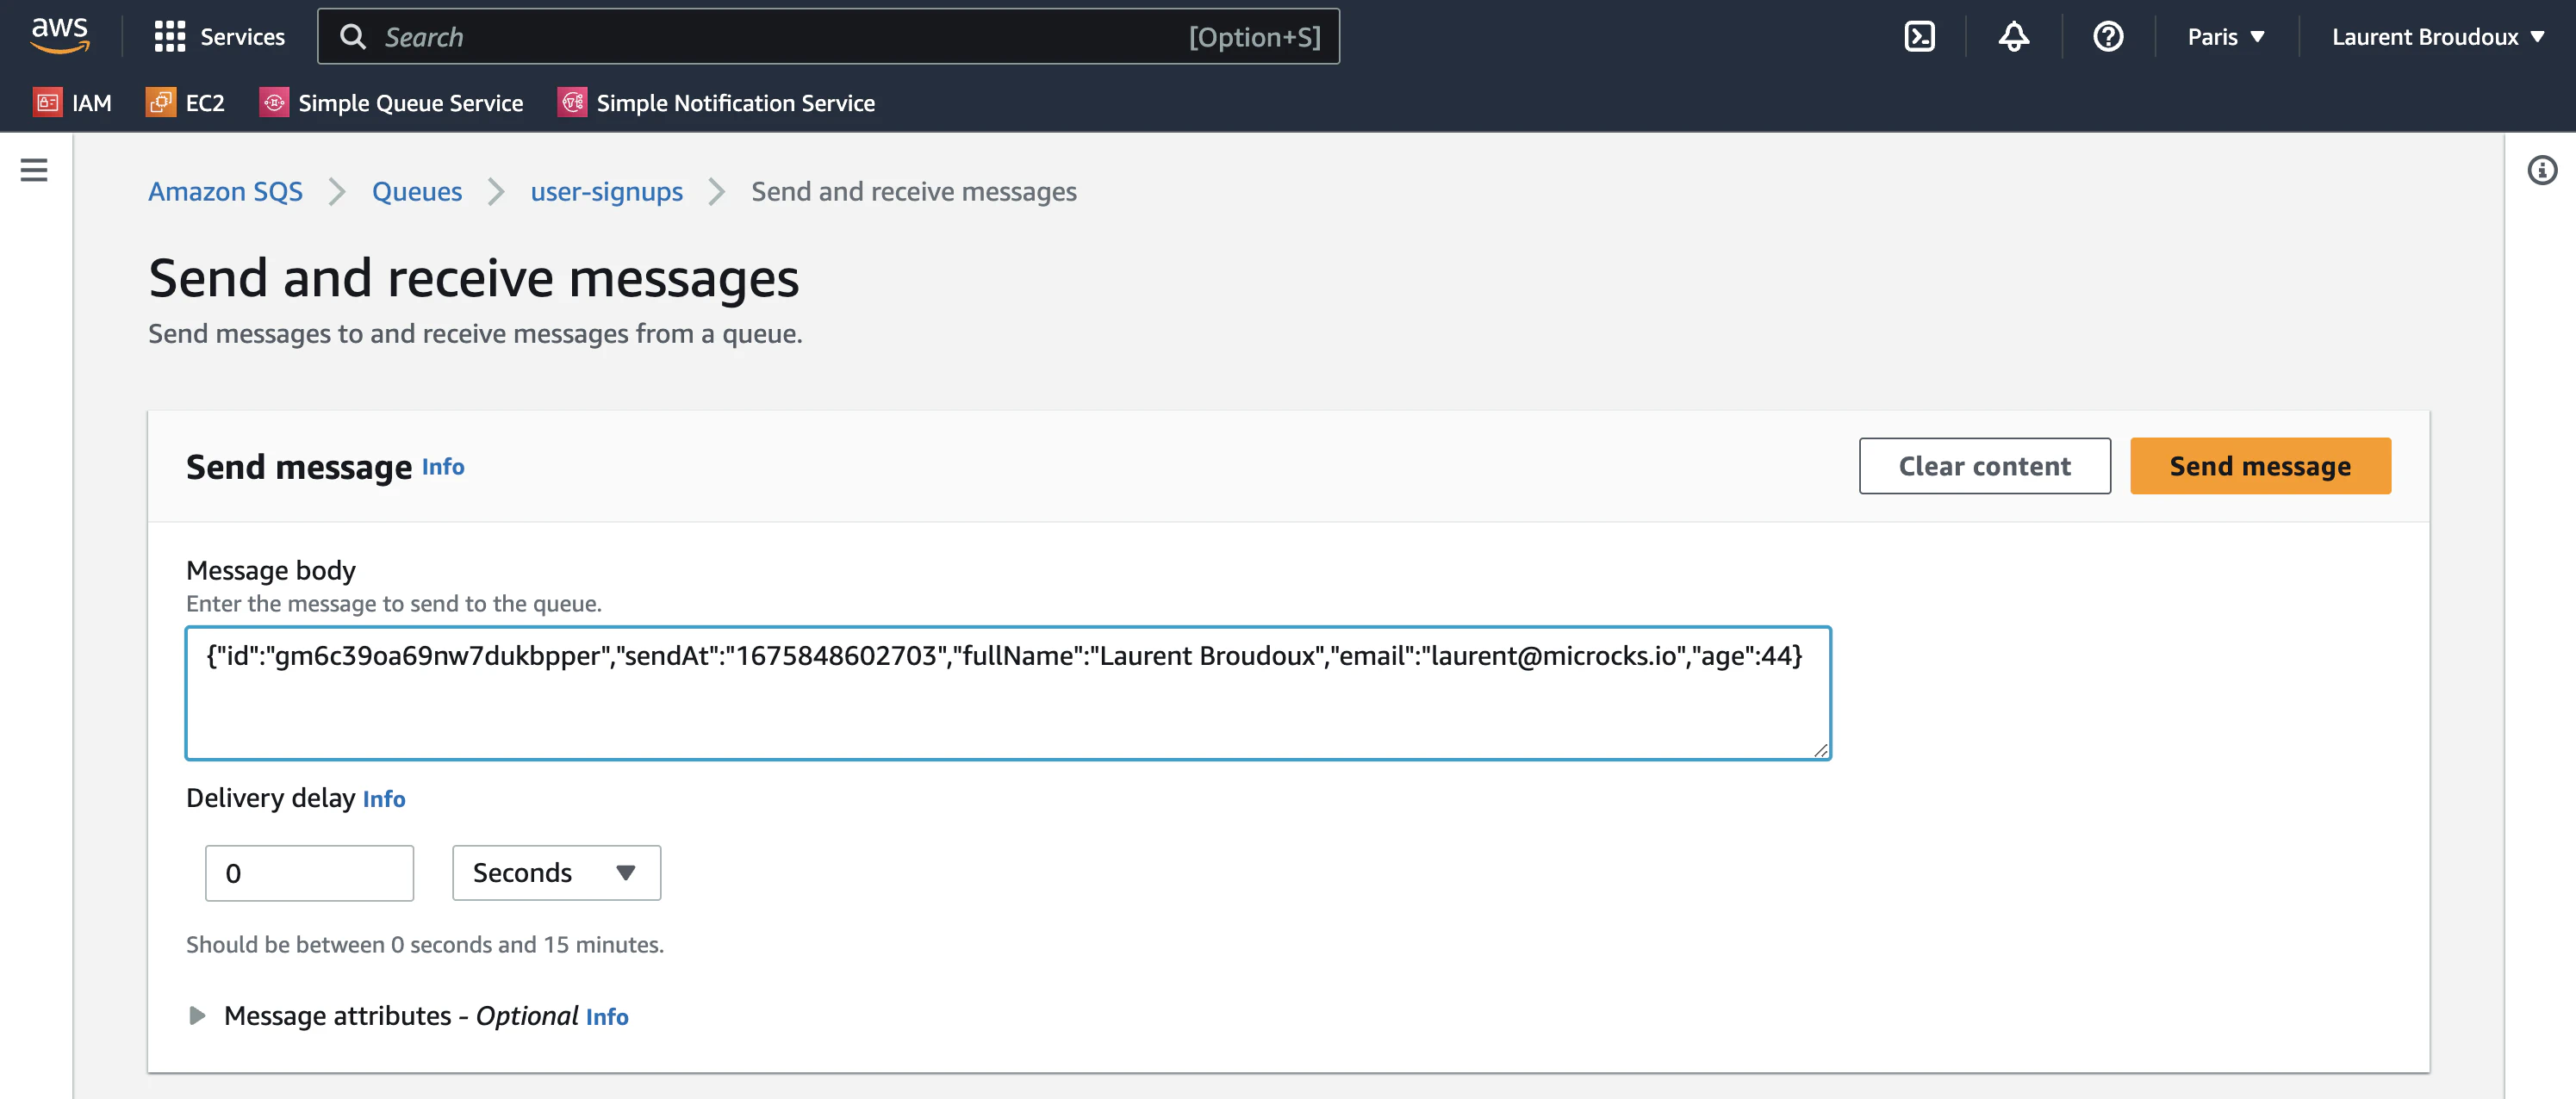 aws Services Search [Option+S] Paris Laurent Broudoux
IAM EC2 Simple Queue Service Simple Notification Service
Amazon SQS Queues user-signups Send and receive messages
Send and receive messages
Send messages to and receive messages from a queue.
Send message Info Clear content Send message
Message body
Enter the message to send to the queue.
{"id":"gm6c39oa69nw7dukbpper","sendAt":"1675848602703","fullName":"Laurent Broudoux","email":"laurent@microcks.io","age":44}
Delivery delay Info
0 Seconds
Should be between 0 seconds and 15 minutes.
Message attributes - Optional Info